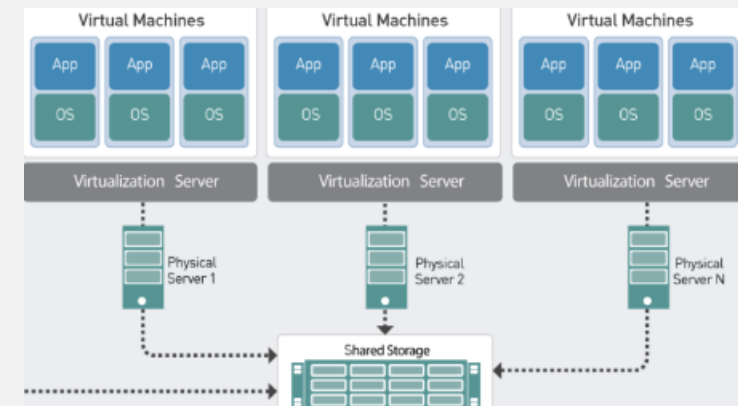 Virtual Machines
Virtual Machines
Virtual Machines
App App App
App App App
App App App
OS OS OS
OS OS OS
OS OS OS
Virtualization Server
Virtualization Server
Virtualization Server
Physical
Server 1
Physical
Server 2
Physical
Server N
Shared Storage